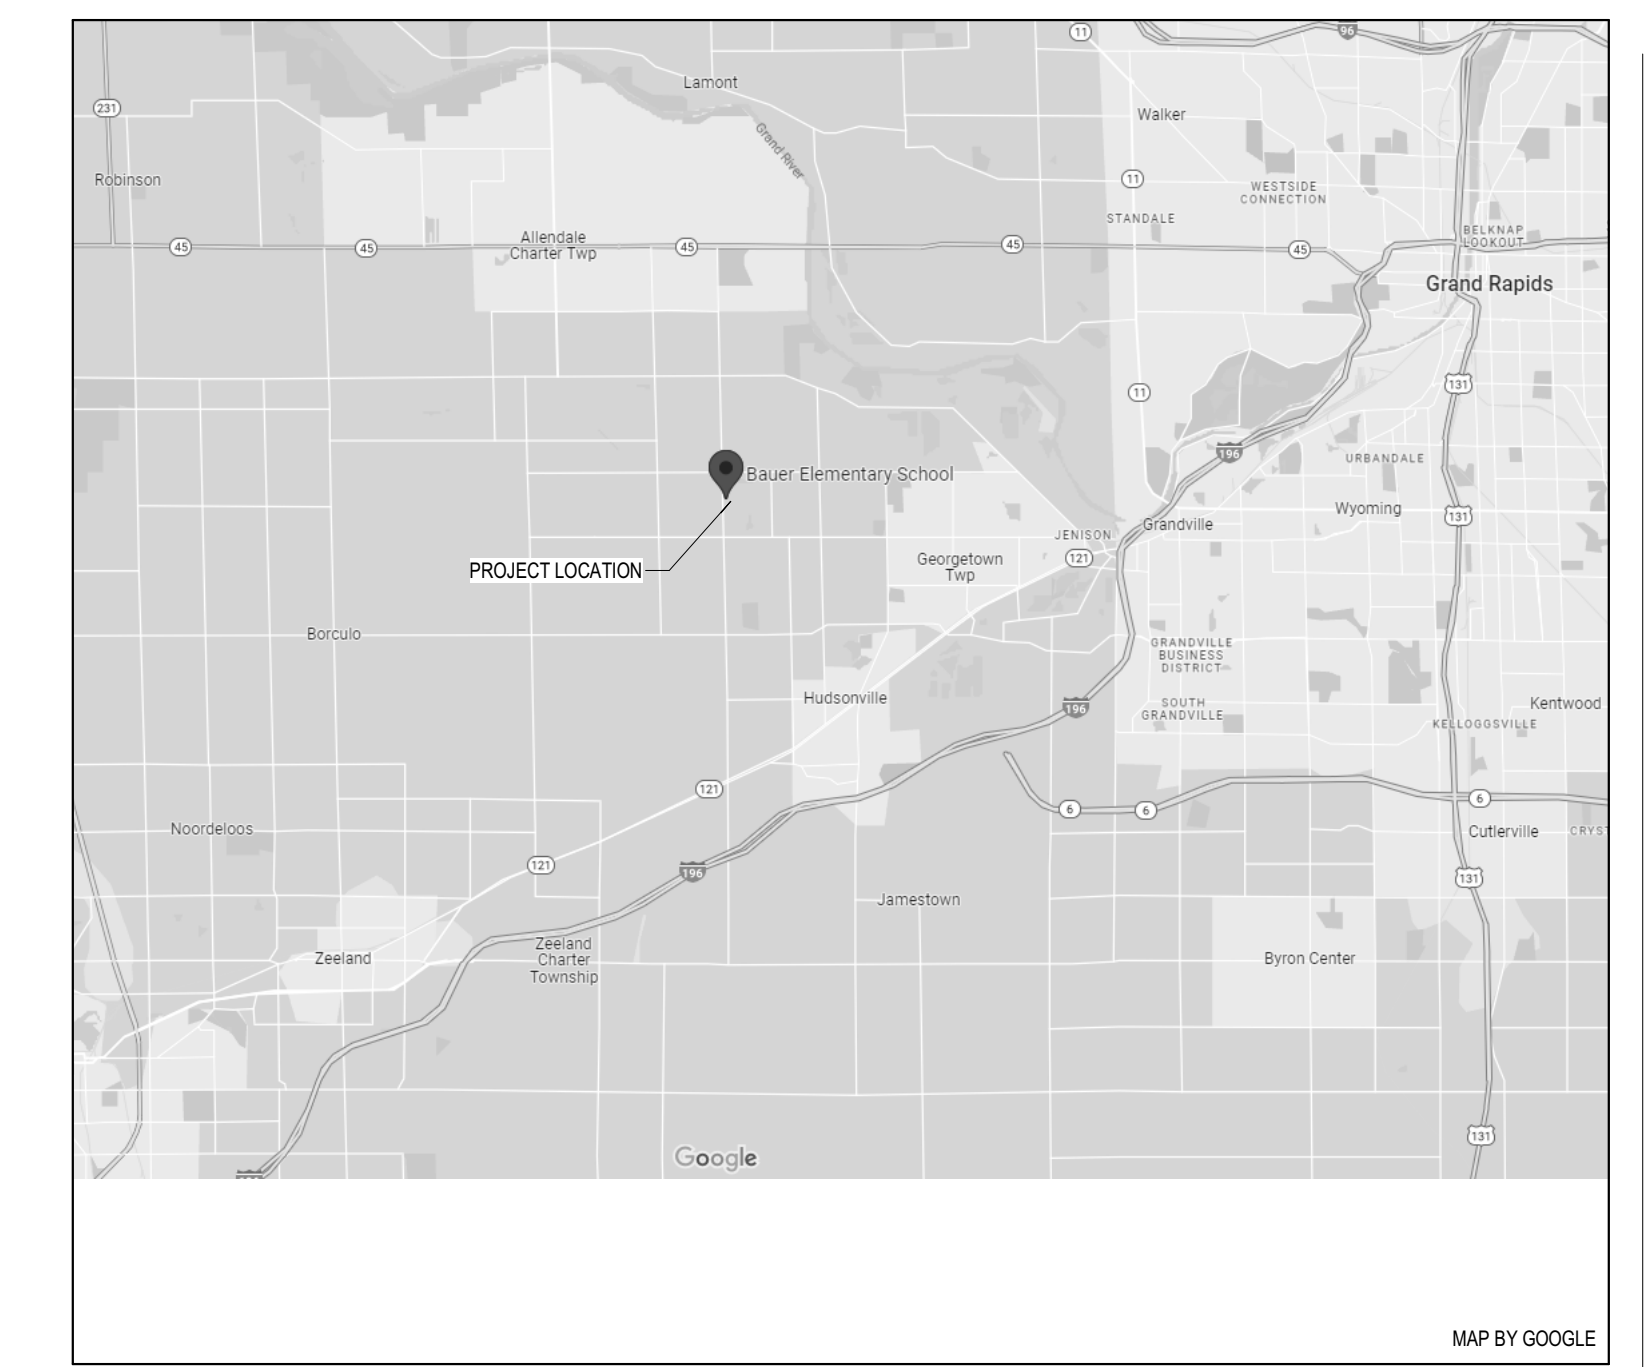 11
96
Lamont
231
Walker
Grand River
Robinson
11
WESTSIDE
CONNECTION
STANDALE
45
45
Allendale
Charter Twp
45
45
45
BELKNAP
LOOKOUT
Grand Rapids
131
11
196
URBANDALE
Bauer Elementary School
Wyoming
131
Grandville
JENISON
121
Georgetown
Twp
PROJECT LOCATION
Borculo
GRANDVILLE
BUSINESS
DISTRICT
Hudsonville
196
SOUTH
GRANDVILLE
Kentwood
KELLOGGSVILLE
121
6
6
6
Noordeloos
Cutlerville
CRYS
121
196
131
Jamestown
Zeeland
Zeeland
Charter
Township
Byron Center
131
Google
MAP BY GOOGLE